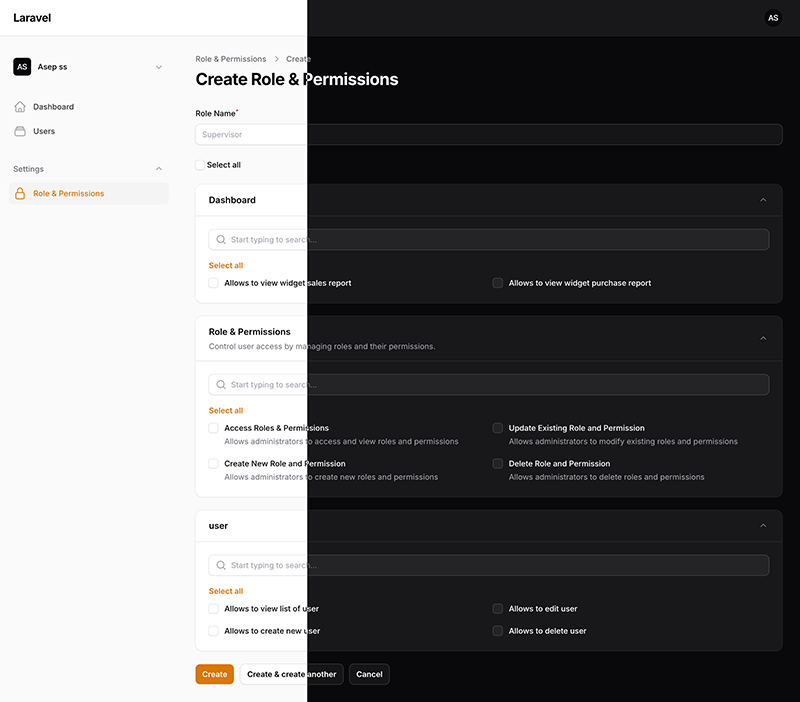 Laravel
AS
AS
Asep ss
Dashboard
Users
Settings
Role & Permissions
Role & Permissions > Create
Create Role & Permissions
Role Name*
Supervisor
Select all
Dashboard
Start typing to search...
Select all
Allows to view widget sales report
Allows to view widget purchase report
Role & Permissions
Control user access by managing roles and their permissions.
Start typing to search...
Select all
Access Roles & Permissions
Allows administrators to access and view roles and permissions
Update Existing Role and Permission
Allows administrators to modify existing roles and permissions
Create New Role and Permission
Allows administrators to create new roles and permissions
Delete Role and Permission
Allows administrators to delete roles and permissions
user
Start typing to search...
Select all
Allows to view list of user
Allows to edit user
Allows to create new user
Allows to delete user
Create
Create & create another
Cancel